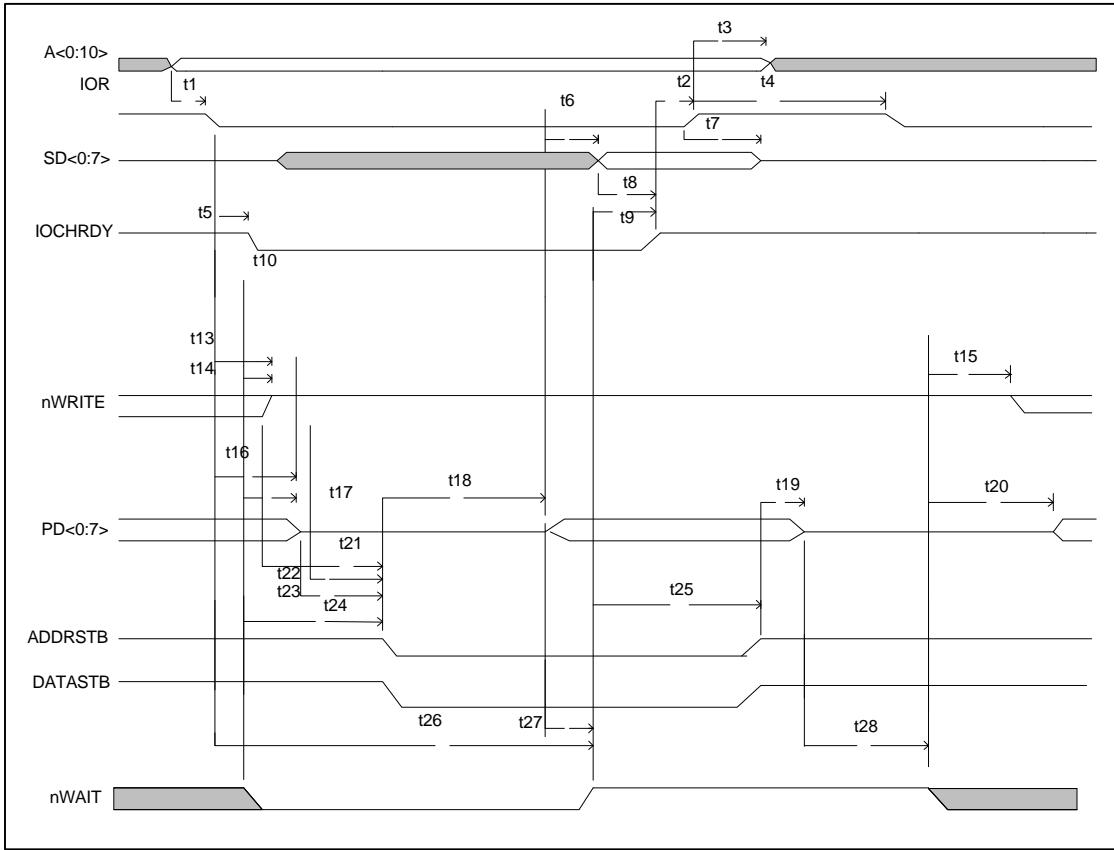 t3
A<0:10>
IOR
t1
t2
t4
t6
t7
SD<0:7>
t8
t5
t9
IOCHRDY
t10
t13
t14
t15
nWRITE
t16
t17
t18
t19
t20
PD<0:7>
t21
t22
t23
t24
t25
ADDRSTB
DATASTB
t26
t27
t28
nWAIT